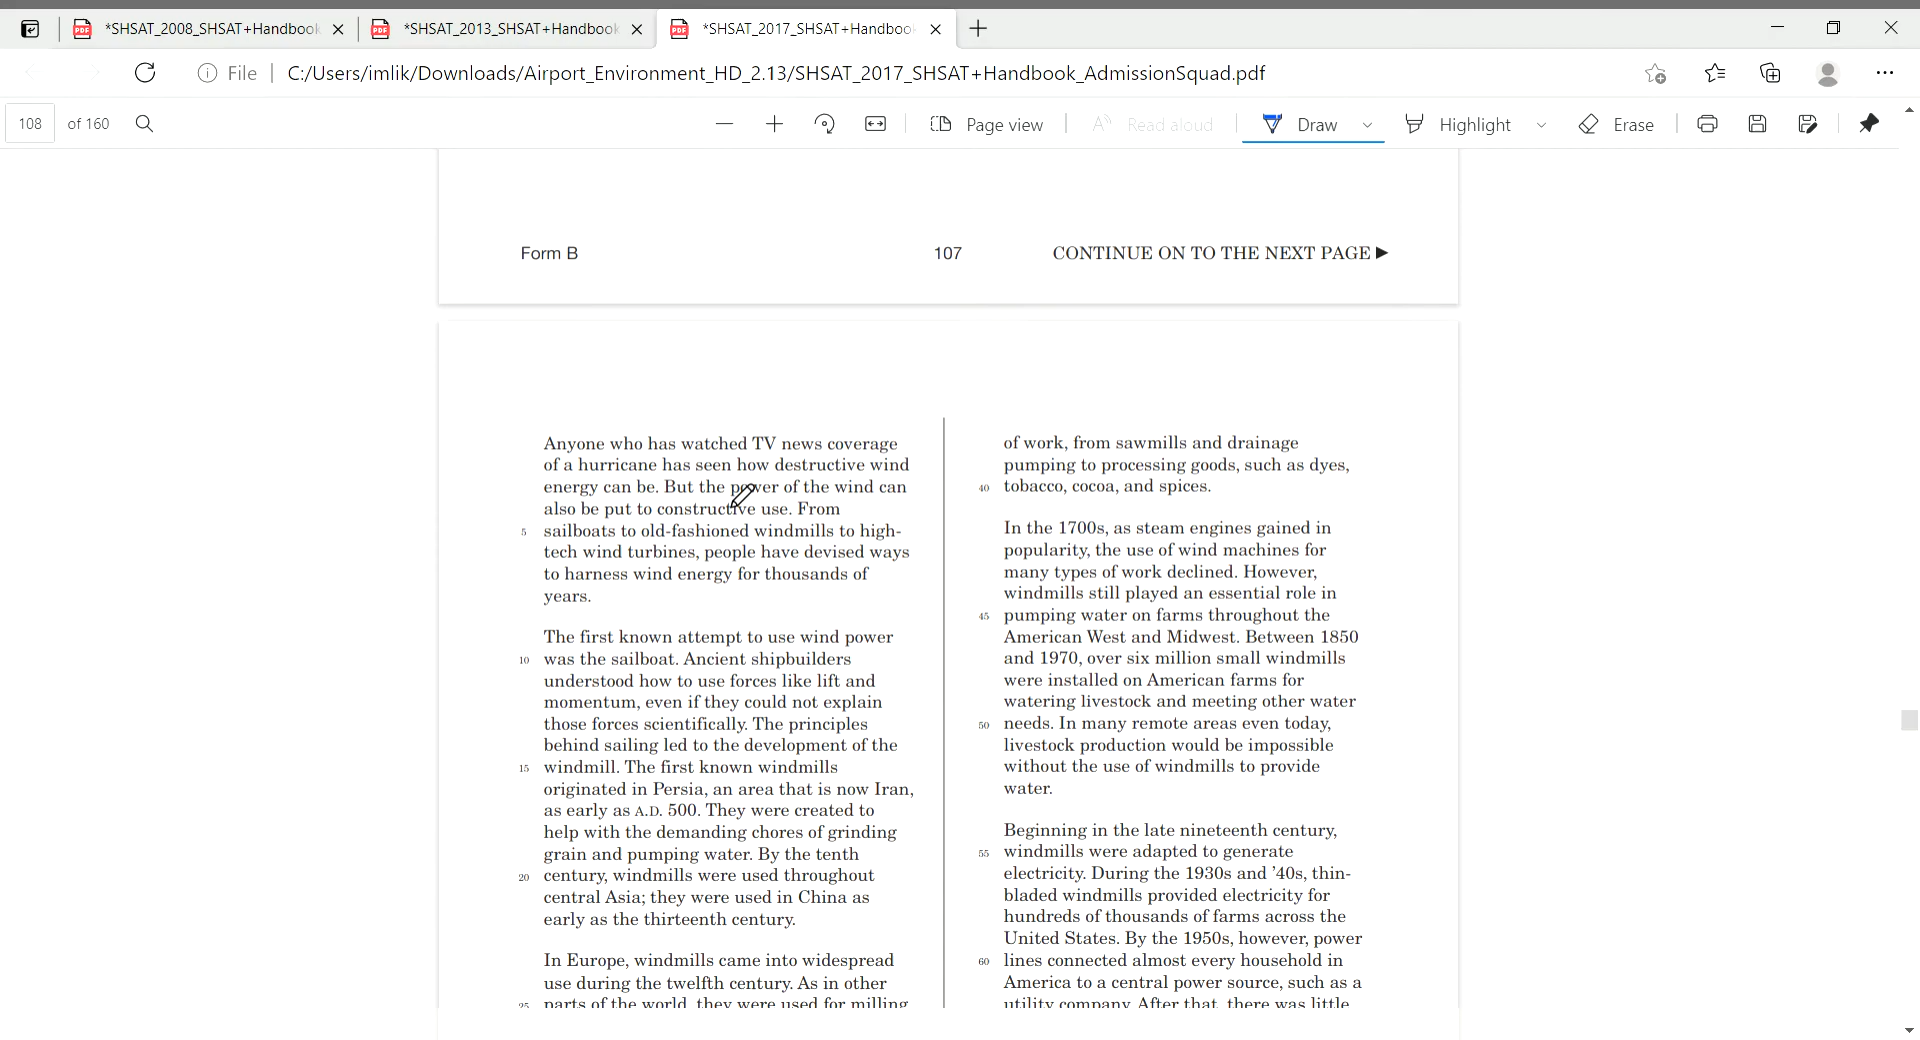 *SHSAT_2008_SHSAT+Handbook
*SHSAT_2013_SHSAT+Handbook
*SHSAT_2017_SHSAT+Handboo
File
C:/Users/imlik/Downloads/Airport_Environment_HD_2.13/SHSAT_2017_SHSAT+Handbook_AdmissionSquad.pdf
108 of 160
Page view
Read aloud
Draw
Highlight
Erase
Form B
107
CONTINUE ON TO THE NEXT PAGE
Anyone who has watched TV news coverage
of a hurricane has seen how destructive wind
energy can be. But the power of the wind can
also be put to constructive use. From
5 sailboats to old-fashioned windmills to high-
tech wind turbines, people have devised ways
to harness wind energy for thousands of
years.
The first known attempt to use wind power
10 was the sailboat. Ancient shipbuilders
understood how to use forces like lift and
momentum, even if they could not explain
those forces scientifically. The principles
behind sailing led to the development of the
15 windmill. The first known windmills
originated in Persia, an area that is now Iran,
as early as A.D. 500. They were created to
help with the demanding chores of grinding
grain and pumping water. By the tenth
20 century, windmills were used throughout
central Asia; they were used in China as
early as the thirteenth century.
In Europe, windmills came into widespread
use during the twelfth century. As in other
25 parts of the world, they were used for milling
of work, from sawmills and drainage
pumping to processing goods, such as dyes,
40 tobacco, cocoa, and spices.
In the 1700s, as steam engines gained in
popularity, the use of wind machines for
many types of work declined. However,
windmills still played an essential role in
45 pumping water on farms throughout the
American West and Midwest. Between 1850
and 1970, over six million small windmills
were installed on American farms for
watering livestock and meeting other water
50 needs. In many remote areas even today,
livestock production would be impossible
without the use of windmills to provide
water.
Beginning in the late nineteenth century,
55 windmills were adapted to generate
electricity. During the 1930s and ’40s, thin-
bladed windmills provided electricity for
hundreds of thousands of farms across the
United States. By the 1950s, however, power
60 lines connected almost every household in
America to a central power source, such as a
utility company. After that, there was little